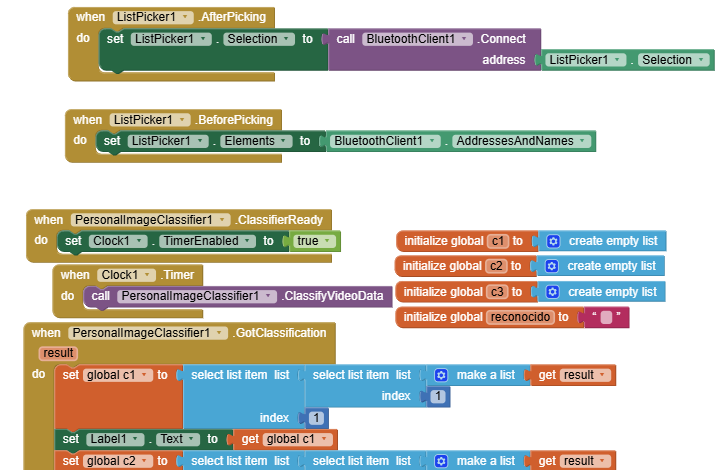 when ListPicker1 .AfterPicking
do set ListPicker1 . Selection to call BluetoothClient1 .Connect
address ListPicker1 . Selection
when ListPicker1 .BeforePicking
do set ListPicker1 . Elements to BluetoothClient1 . AddressesAndNames
when PersonalImageClassifier1 .ClassifierReady
do set Clock1 . TimerEnabled to true
when Clock1 .Timer
do call PersonalImageClassifier1 .ClassifyVideoData
initialize global c1 to create empty list
initialize global c2 to create empty list
initialize global c3 to create empty list
initialize global reconocido to “ ”
when PersonalImageClassifier1 .GotClassification
result
do set global c1 to select list item list select list item list make a list get result
index 1
index 1
set Label1 . Text to get global c1
set global c2 to select list item list select list item list make a list get result